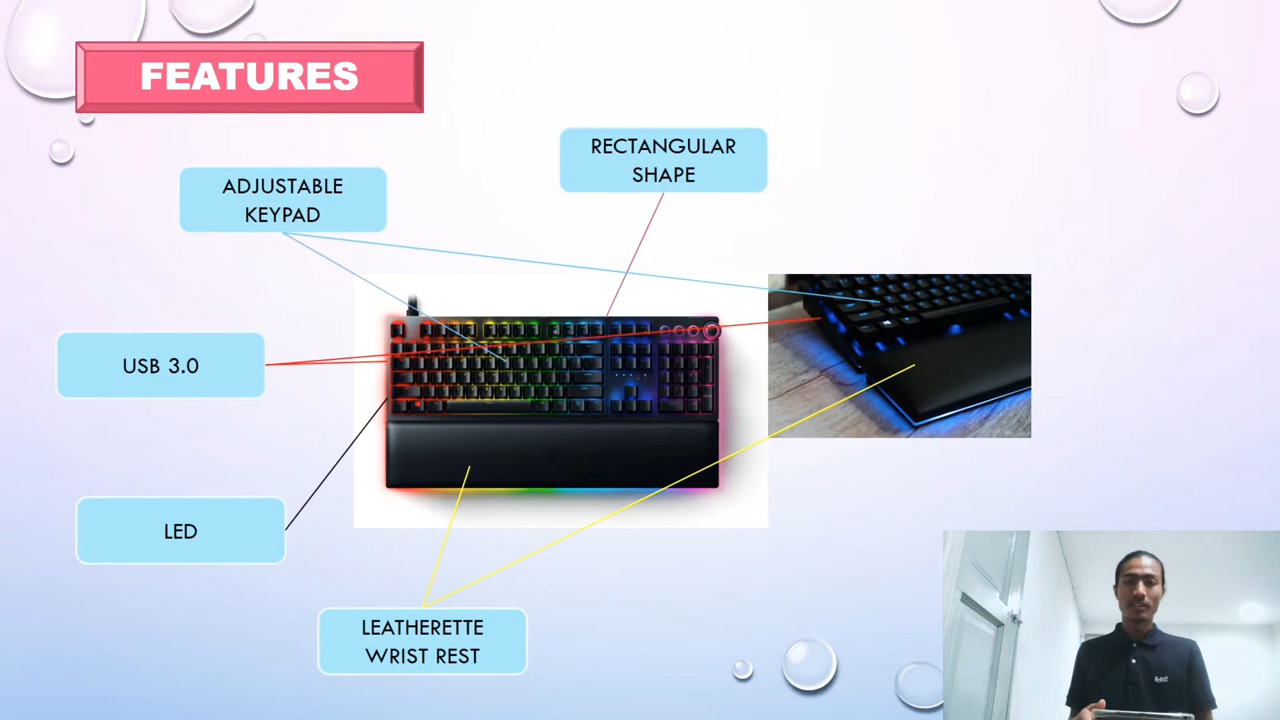 FEATURES
RECTANGULAR
SHAPE
ADJUSTABLE
KEYPAD
USB 3.0
LED
LEATHERETTE
WRIST REST